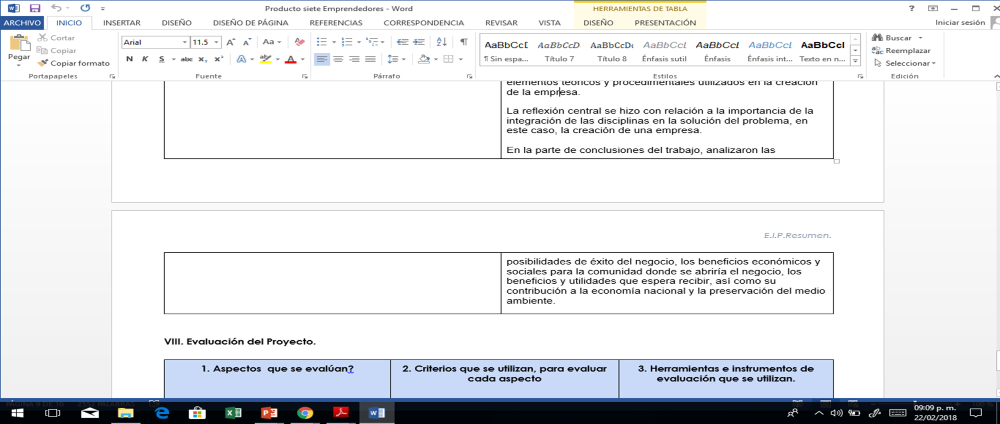 Producto siete Emprendedores - Word
HERRAMIENTAS DE TABLA
?
ARCHIVO INICIO INSERTAR DISEÑO DISEÑO DE PÁGINA REFERENCIAS CORRESPONDENCIA REVISAR VISTA DISEÑO PRESENTACIÓN Iniciar sesión
Pegar
Cortar
Copiar
Copiar formato
Portapapeles
Arial 11.5 Aa
N K S abc x₂ x² A A
Fuente
Párrafo
AaBbCcD AaBbCcD AaBbCcDc AaBbCcL AaBbCcL AaBbCcL AaBbCcI
¶ Sin espa... Título 7 Título 8 Énfasis sutil Énfasis Énfasis int... Texto en n...
Estilos
Buscar
Reemplazar
Seleccionar
Edición
elementos teóricos y procedimentales utilizados en la creación
de la empresa.
La reflexión central se hizo con relación a la importancia de la
integración de las disciplinas en la solución del problema, en
este caso, la creación de una empresa.
En la parte de conclusiones del trabajo, analizaron las
E.I.P.Resumen.
posibilidades de éxito del negocio, los beneficios económicos y
sociales para la comunidad donde se abriría el negocio, los
beneficios y utilidades que espera recibir, así como su
contribución a la economía nacional y la preservación del medio
ambiente.
VIII. Evaluación del Proyecto.
1. Aspectos  que se evalúan?
2. Criterios que se utilizan, para evaluar
cada aspecto
3. Herramientas e instrumentos de
evaluación que se utilizan.
PÁGINA 9 DE 10 2552 PALABRAS 100 %
09:09 p. m.
22/02/2018